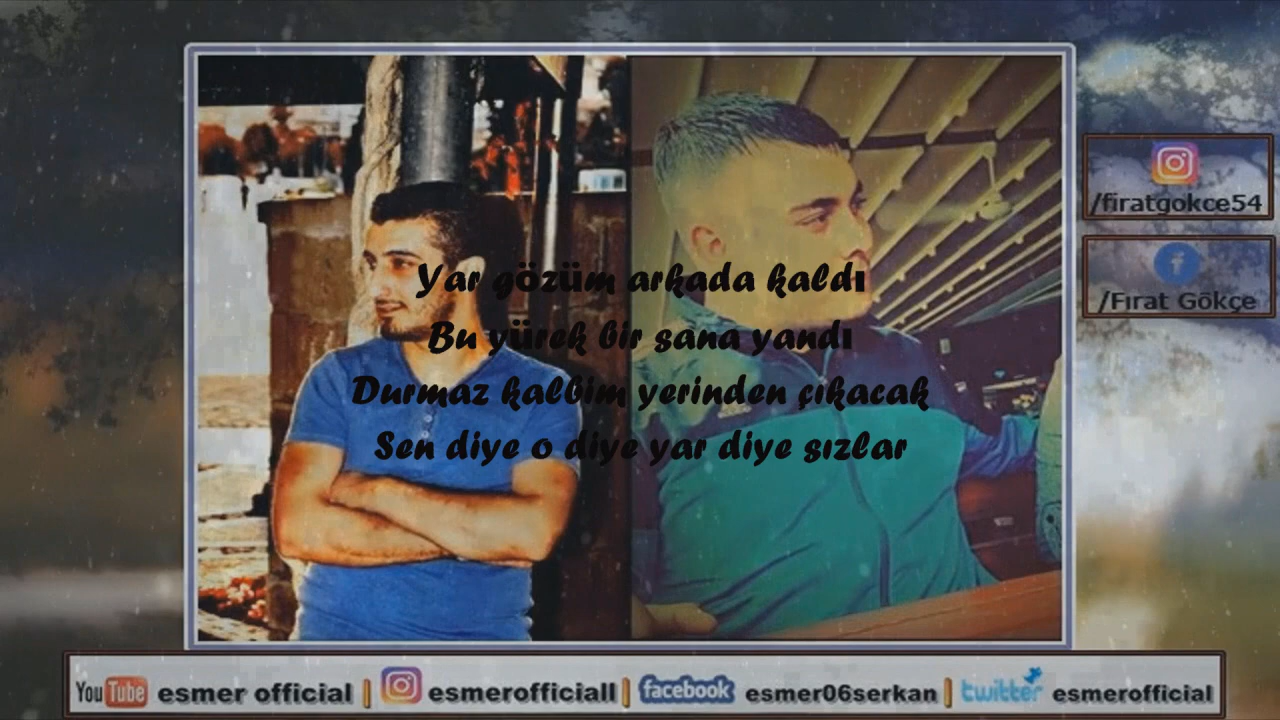 Yar gözüm arkada kaldı
Bu yürek bir sana yandı
Durmaz kalbim yerinden çıkacak
Sen diye o diye yar diye sızlar
/firatgokce54
/Fırat Gökçe
YouTube esmer official | esmerofficiall | facebook esmer06serkan | twitter esmerofficial